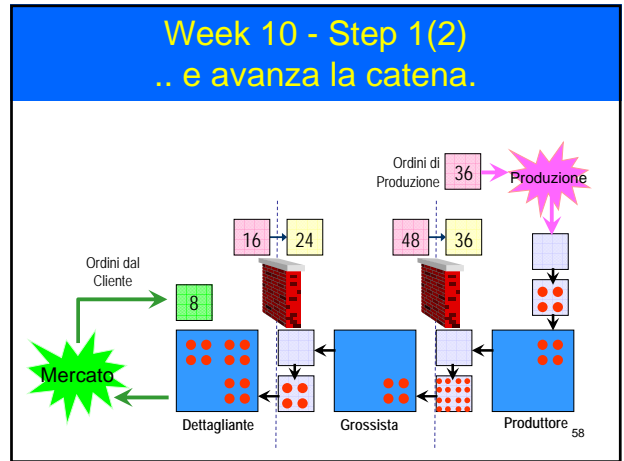 Week 10 - Step 1(2)
.. e avanza la catena.
Ordini di
Produzione
36
Produzione
16
24
48
36
Ordini dal
Cliente
8
Mercato
Dettagliante
Grossista
Produttore
58